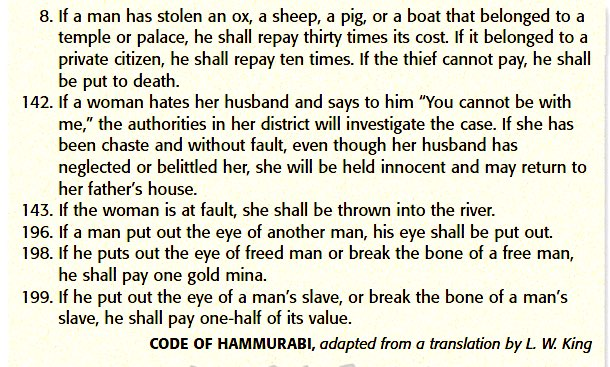 8. If a man has stolen an ox, a sheep, a pig, or a boat that belonged to a
temple or palace, he shall repay thirty times its cost. If it belonged to a
private citizen, he shall repay ten times. If the thief cannot pay, he shall
be put to death.
142. If a woman hates her husband and says to him “You cannot be with
me,” the authorities in her district will investigate the case. If she has
been chaste and without fault, even though her husband has
neglected or belittled her, she will be held innocent and may return to
her father’s house.
143. If the woman is at fault, she shall be thrown into the river.
196. If a man put out the eye of another man, his eye shall be put out.
198. If he puts out the eye of freed man or break the bone of a free man,
he shall pay one gold mina.
199. If he put out the eye of a man’s slave, or break the bone of a man’s
slave, he shall pay one-half of its value.
CODE OF HAMMURABI, adapted from a translation by L. W. King